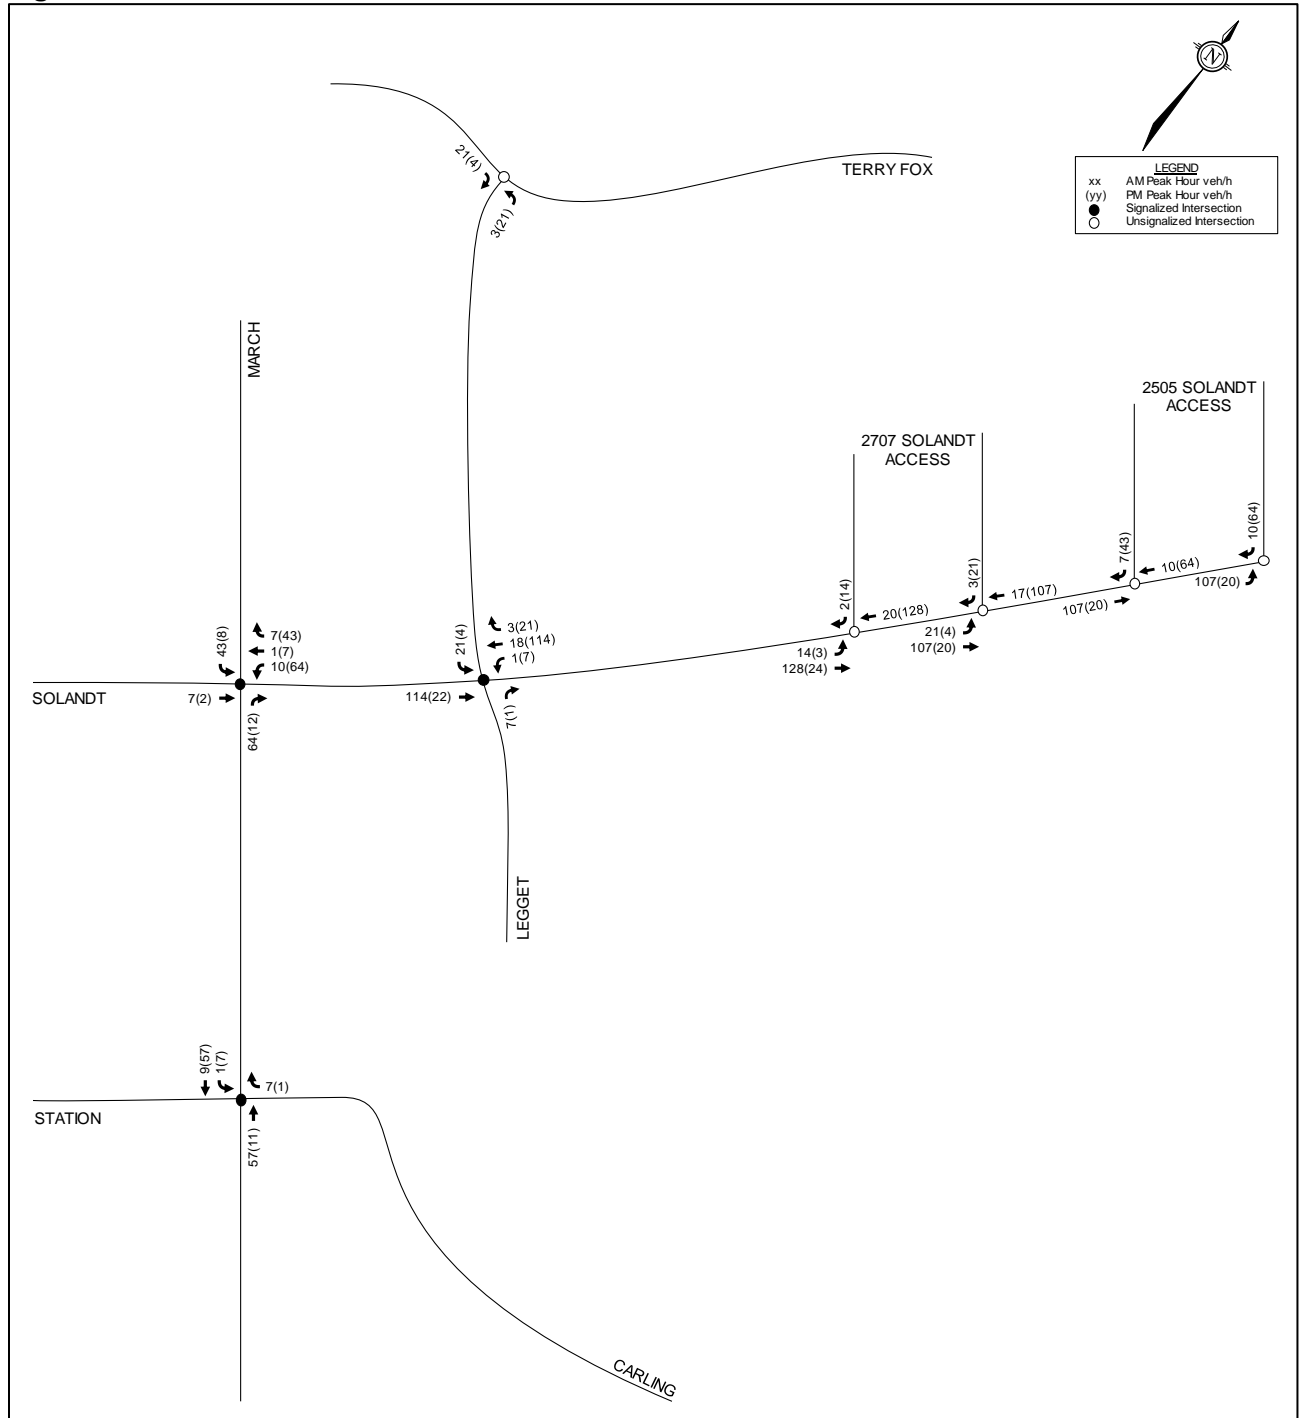 N
TERRY FOX
LEGEND
xx AM Peak Hour veh/h
(yy) PM Peak Hour veh/h
Signalized Intersection
Unsignalized Intersection
21(4)
3(21)
MARCH
2505 SOLANDT
ACCESS
2707 SOLANDT
ACCESS
10(64)
7(43)
10(64)
107(20)
3(21)
17(107)
107(20)
2(14)
20(128)
21(4)
107(20)
14(3)
128(24)
43(8)
7(43)
1(7)
10(64)
21(4)
3(21)
18(114)
1(7)
SOLANDT
7(2)
64(12)
114(22)
7(1)
LEGGET
9(57)
1(7)
7(1)
STATION
57(11)
CARLING